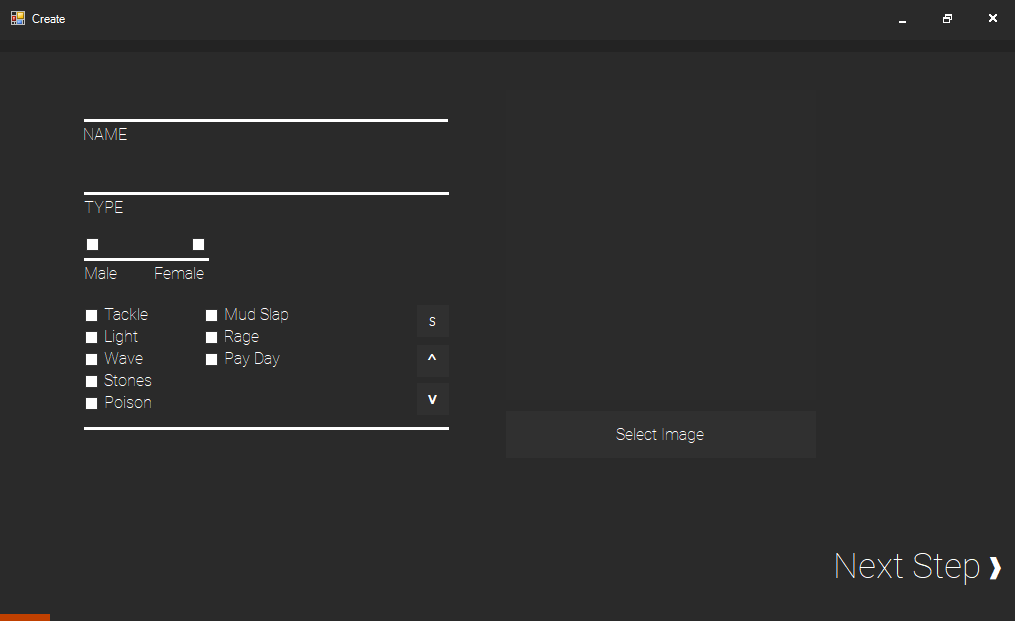 Create
NAME
TYPE
Male Female
Tackle Mud Slap S
Light Rage
Wave Pay Day ^
Stones
Poison v
Select Image
Next Step ❱